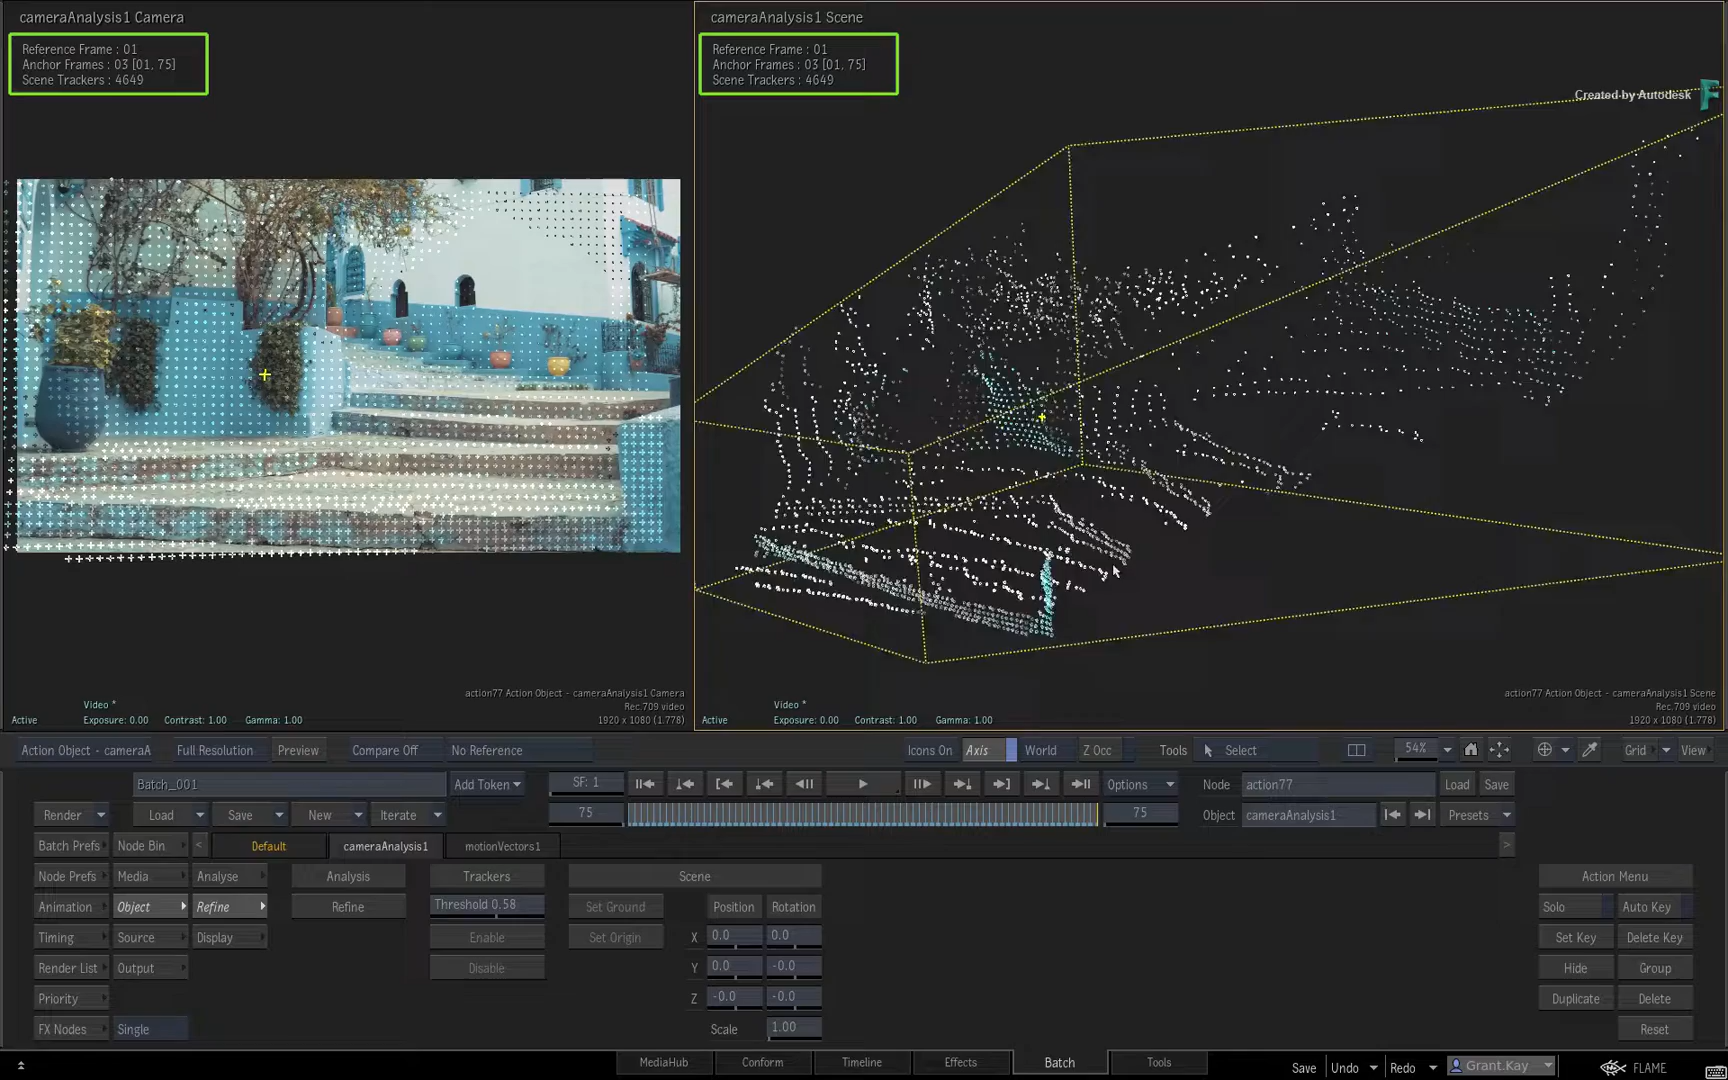 cameraAnalysis1 Camera
Reference Frame : 01
Anchor Frames : 03 [01, 75]
Scene Trackers : 4649
cameraAnalysis1 Scene
Reference Frame : 01
Anchor Frames : 03 [01, 75]
Scene Trackers : 4649
Created by Autodesk
action77 Action Object - cameraAnalysis1 Camera
Video *
Rec.709 video
Active Exposure: 0.00 Contrast: 1.00 Gamma: 1.00 1920 x 1080 (1.778)
action77 Action Object - cameraAnalysis1 Scene
Video *
Rec.709 video
Active Exposure: 0.00 Contrast: 1.00 Gamma: 1.00 1920 x 1080 (1.778)
Action Object - cameraA Full Resolution Preview Compare Off No Reference Icons On Axis World Z Occ Tools Select 54% Grid View
Batch_001 Add Token SF: 1 Options Node action77 Load Save
Render Load Save New Iterate 75 75 Object cameraAnalysis1 Presets
Batch Prefs Node Bin < Default cameraAnalysis1 motionVectors1 >
Node Prefs Media Analyse Analysis Trackers Scene Action Menu
Animation Object Refine Refine Threshold 0.58 Set Ground Position Rotation Solo Auto Key
Timing Source Display Enable Set Origin X 0.0 0.0 Set Key Delete Key
Render List Output Disable Y 0.0 -0.0 Hide Group
Priority Z -0.0 -0.0 Duplicate Delete
FX Nodes Single Scale 1.00 Reset
MediaHub Conform Timeline Effects Batch Tools Save Undo Redo Grant.Kay FLAME